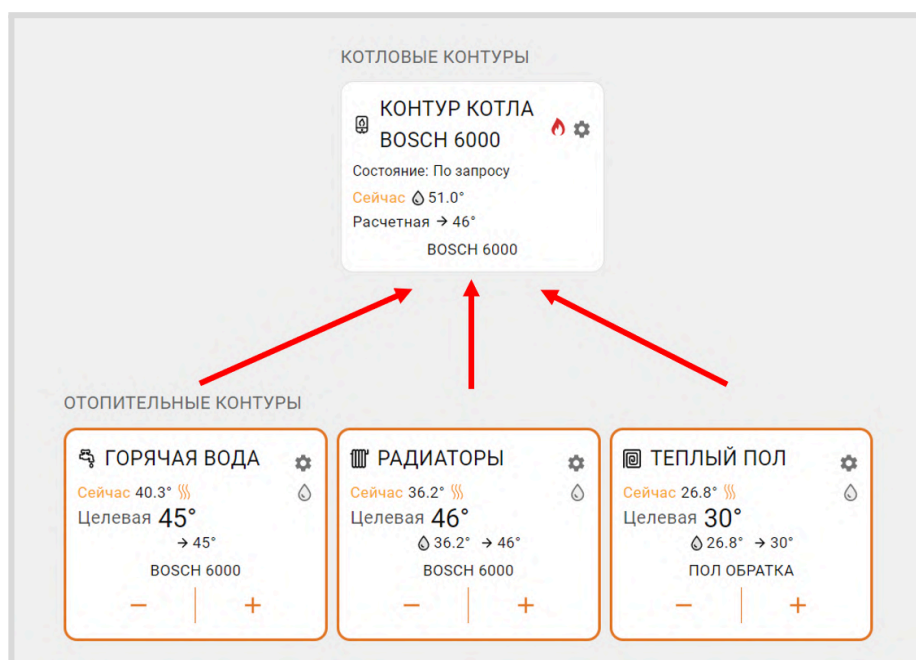 КОТЛОВЫЕ КОНТУРЫ
КОНТУР КОТЛА
BOSCH 6000
Состояние: По запросу
Сейчас 51.0°
Расчетная → 46°
BOSCH 6000
ОТОПИТЕЛЬНЫЕ КОНТУРЫ
ГОРЯЧАЯ ВОДА
Сейчас 40.3°
Целевая 45°
→ 45°
BOSCH 6000
− +
РАДИАТОРЫ
Сейчас 36.2°
Целевая 46°
36.2° → 46°
BOSCH 6000
− +
ТЕПЛЫЙ ПОЛ
Сейчас 26.8°
Целевая 30°
26.8° → 30°
ПОЛ ОБРАТКА
− +